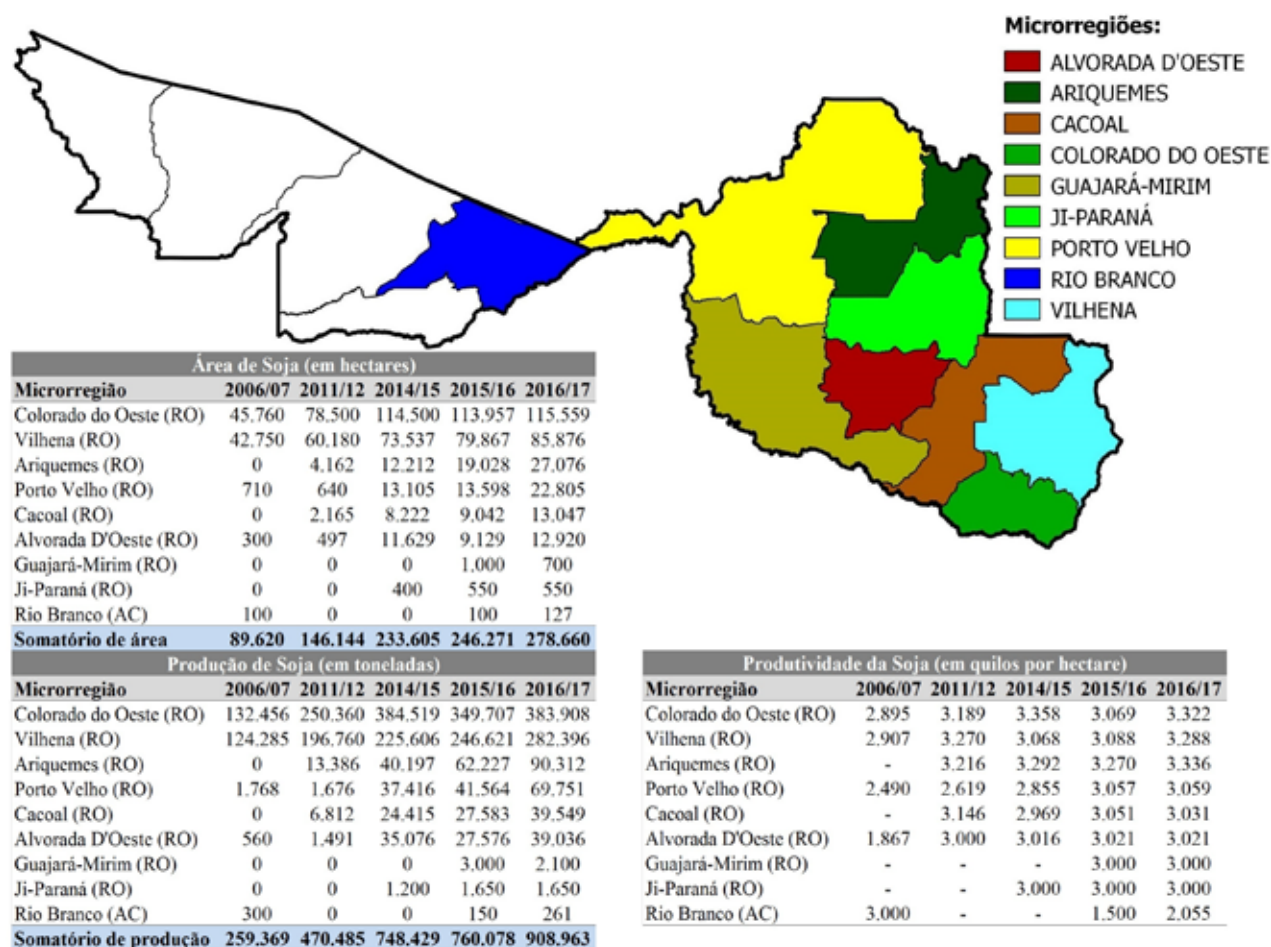 Microrregiões:
ALVORADA D'OESTE
ARIQUEMES
CACOAL
COLORADO DO OESTE
GUAJARÁ-MIRIM
JI-PARANÁ
PORTO VELHO
RIO BRANCO
VILHENA
Área de Soja (em hectares)
Microrregião 2006/07 2011/12 2014/15 2015/16 2016/17
Colorado do Oeste (RO) 45.760 78.500 114.500 113.957 115.559
Vilhena (RO) 42.750 60.180 73.537 79.867 85.876
Ariquemes (RO) 0 4.162 12.212 19.028 27.076
Porto Velho (RO) 710 640 13.105 13.598 22.805
Cacoal (RO) 0 2.165 8.222 9.042 13.047
Alvorada D'Oeste (RO) 300 497 11.629 9.129 12.920
Guajará-Mirim (RO) 0 0 0 1.000 700
Ji-Paraná (RO) 0 0 400 550 550
Rio Branco (AC) 100 0 0 100 127
Somatório de área 89.620 146.144 233.605 246.271 278.660
Produção de Soja (em toneladas)
Microrregião 2006/07 2011/12 2014/15 2015/16 2016/17
Colorado do Oeste (RO) 132.456 250.360 384.519 349.707 383.908
Vilhena (RO) 124.285 196.760 225.606 246.621 282.396
Ariquemes (RO) 0 13.386 40.197 62.227 90.312
Porto Velho (RO) 1.768 1.676 37.416 41.564 69.751
Cacoal (RO) 0 6.812 24.415 27.583 39.549
Alvorada D'Oeste (RO) 560 1.491 35.076 27.576 39.036
Guajará-Mirim (RO) 0 0 0 3.000 2.100
Ji-Paraná (RO) 0 0 1.200 1.650 1.650
Rio Branco (AC) 300 0 0 150 261
Somatório de produção 259.369 470.485 748.429 760.078 908.963
Produtividade da Soja (em quilos por hectare)
Microrregião 2006/07 2011/12 2014/15 2015/16 2016/17
Colorado do Oeste (RO) 2.895 3.189 3.358 3.069 3.322
Vilhena (RO) 2.907 3.270 3.068 3.088 3.288
Ariquemes (RO) - 3.216 3.292 3.270 3.336
Porto Velho (RO) 2.490 2.619 2.855 3.057 3.059
Cacoal (RO) - 3.146 2.969 3.051 3.031
Alvorada D'Oeste (RO) 1.867 3.000 3.016 3.021 3.021
Guajará-Mirim (RO) - - - 3.000 3.000
Ji-Paraná (RO) - - 3.000 3.000 3.000
Rio Branco (AC) 3.000 - - 1.500 2.055